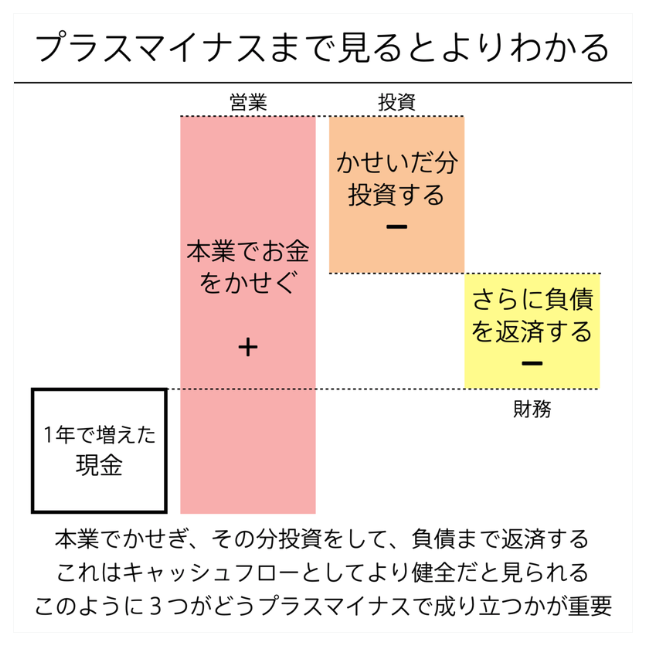 プラスマイナスまで見るとよりわかる
営業
投資
かせいだ分
投資する
−
本業でお金
をかせぐ
+
さらに負債
を返済する
−
財務
1年で増えた
現金
本業でかせぎ、その分投資をして、負債まで返済する
これはキャッシュフローとしてより健全だと見られる
このように３つがどうプラスマイナスで成り立つかが重要